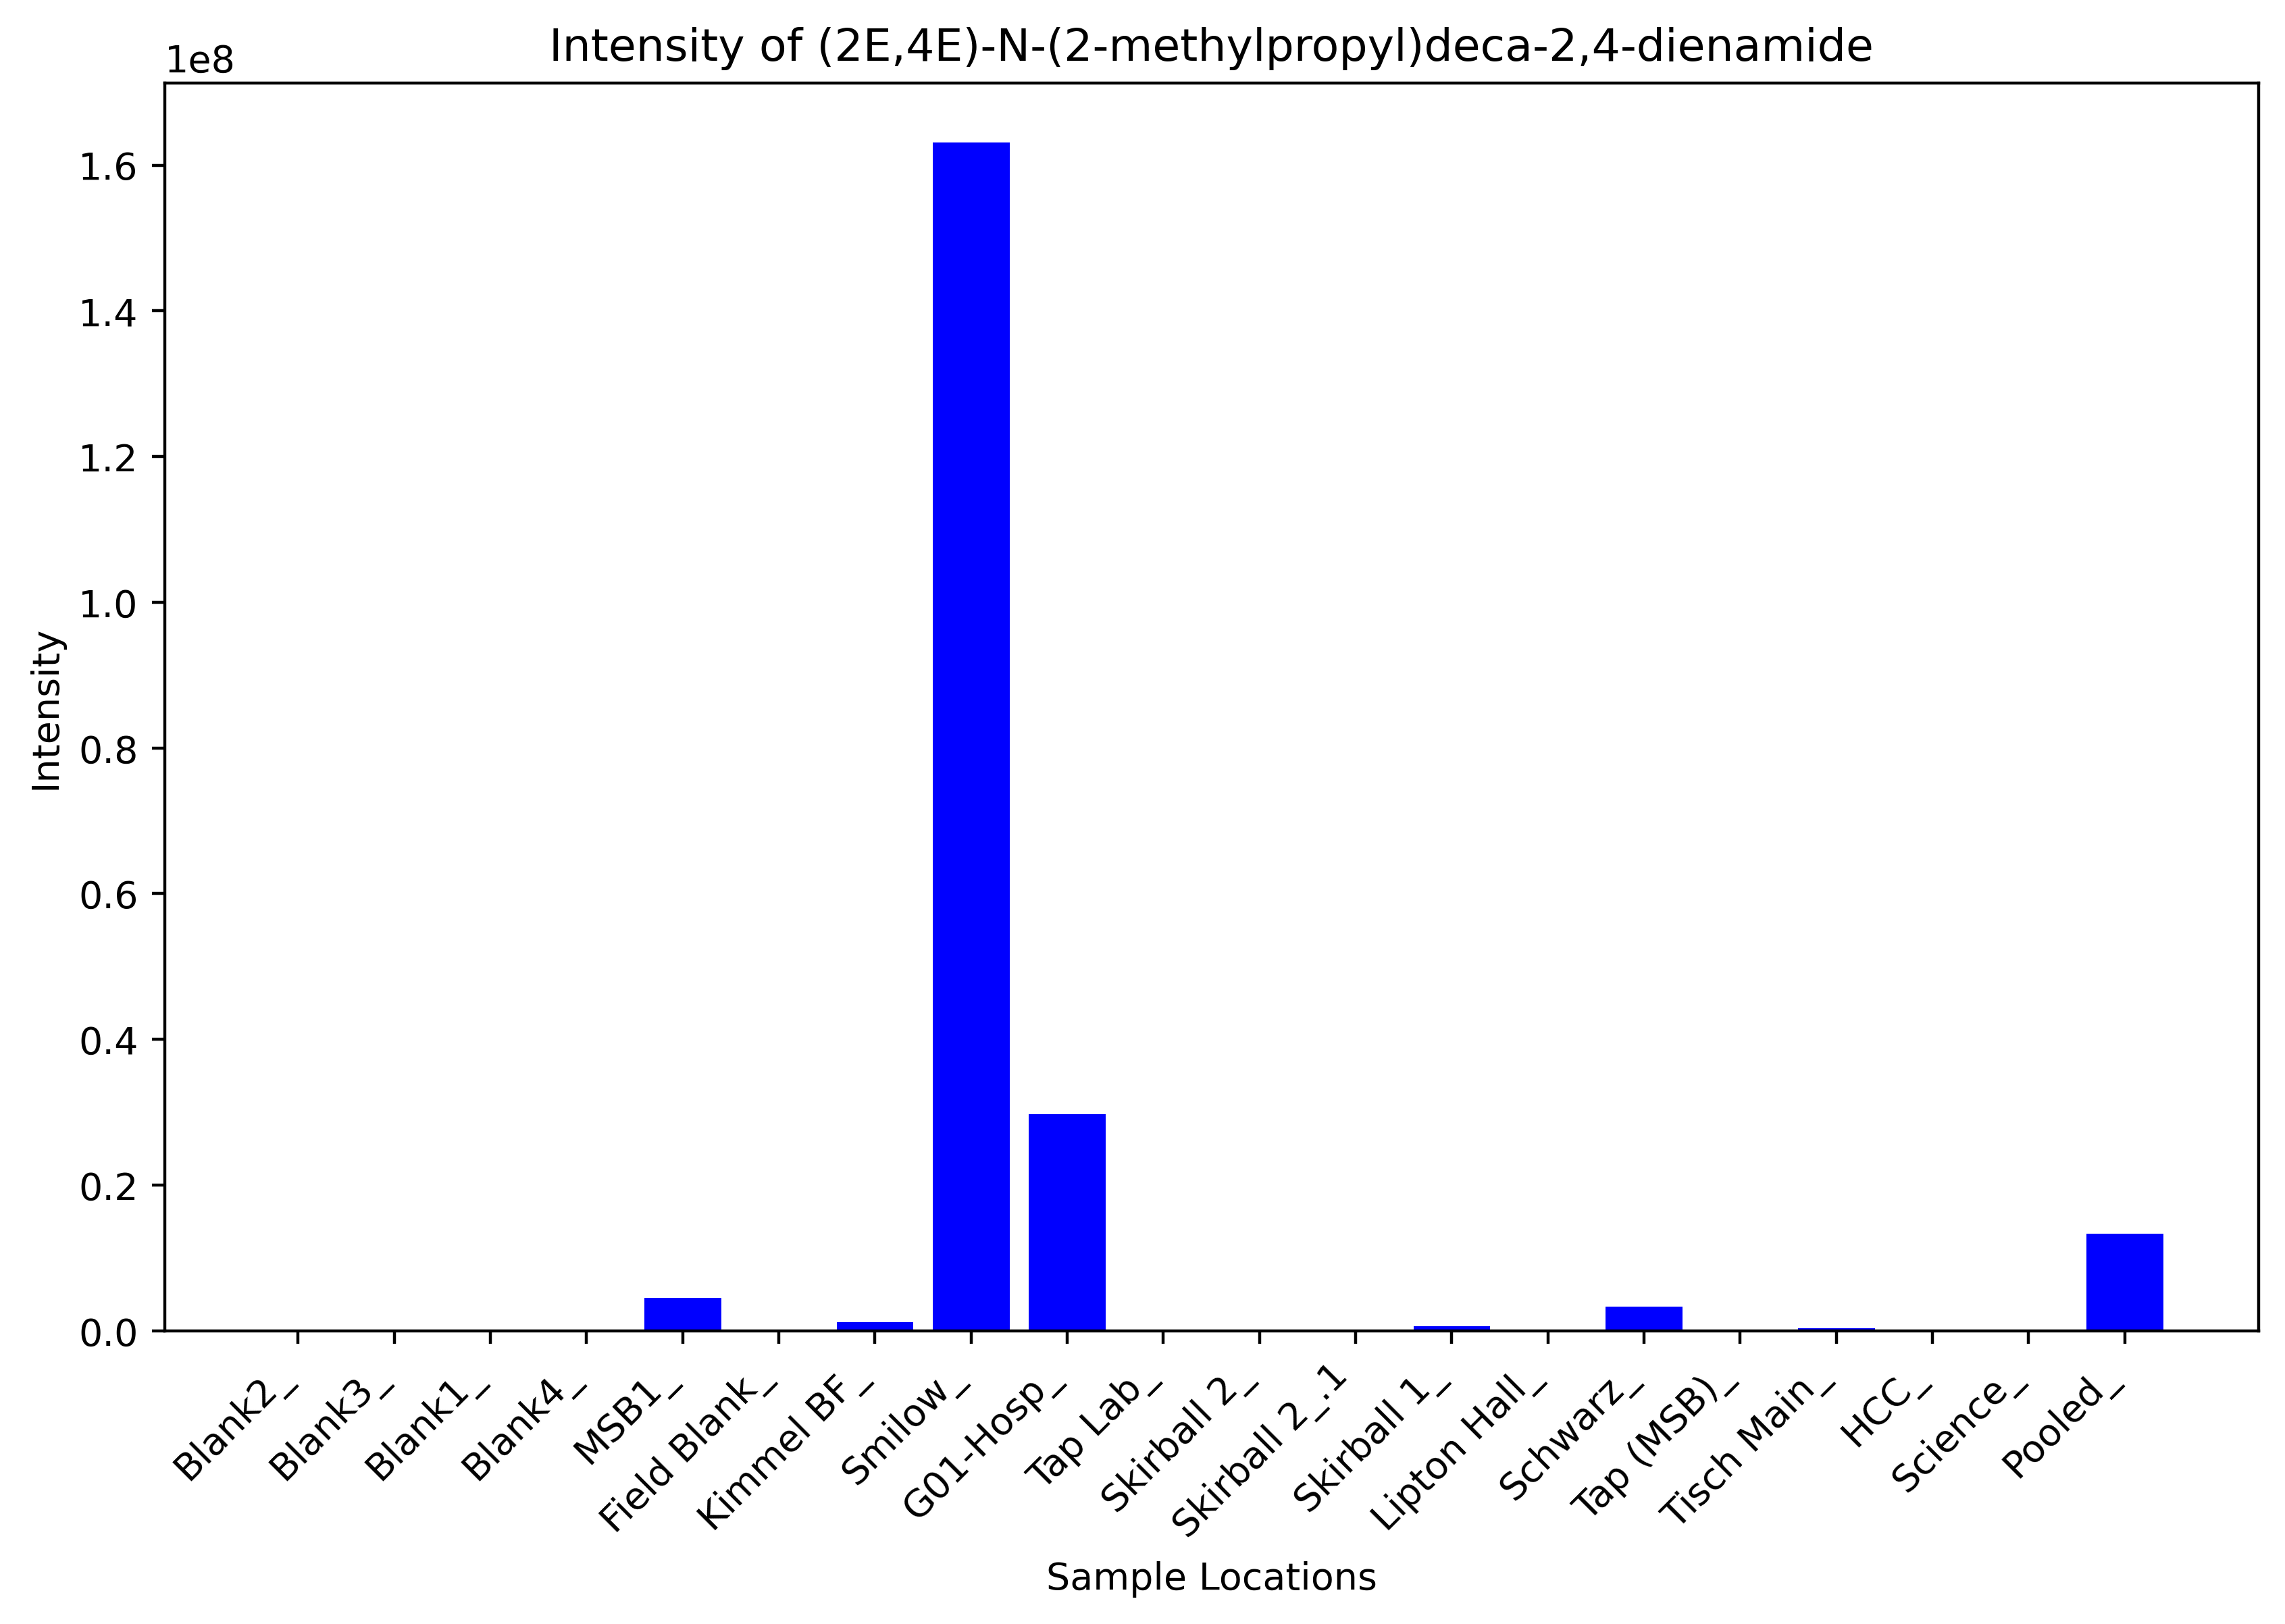 Intensity of (2E,4E)-N-(2-methylpropyl)deca-2,4-dienamide
1e8
1.6
1.4
1.2
1.0
0.8
0.6
0.4
0.2
0.0
Intensity
Blank2_
Blank3_
Blank1_
Blank4_
MSB1_
Field Blank_
Kimmel BF_
Smilow_
G01-Hosp_
Tap Lab_
Skirball 2_
Skirball 2_.1
Skirball 1_
Lipton Hall_
Schwarz_
Tap (MSB)_
Tisch Main_
HCC_
Science_
Pooled_
Sample Locations